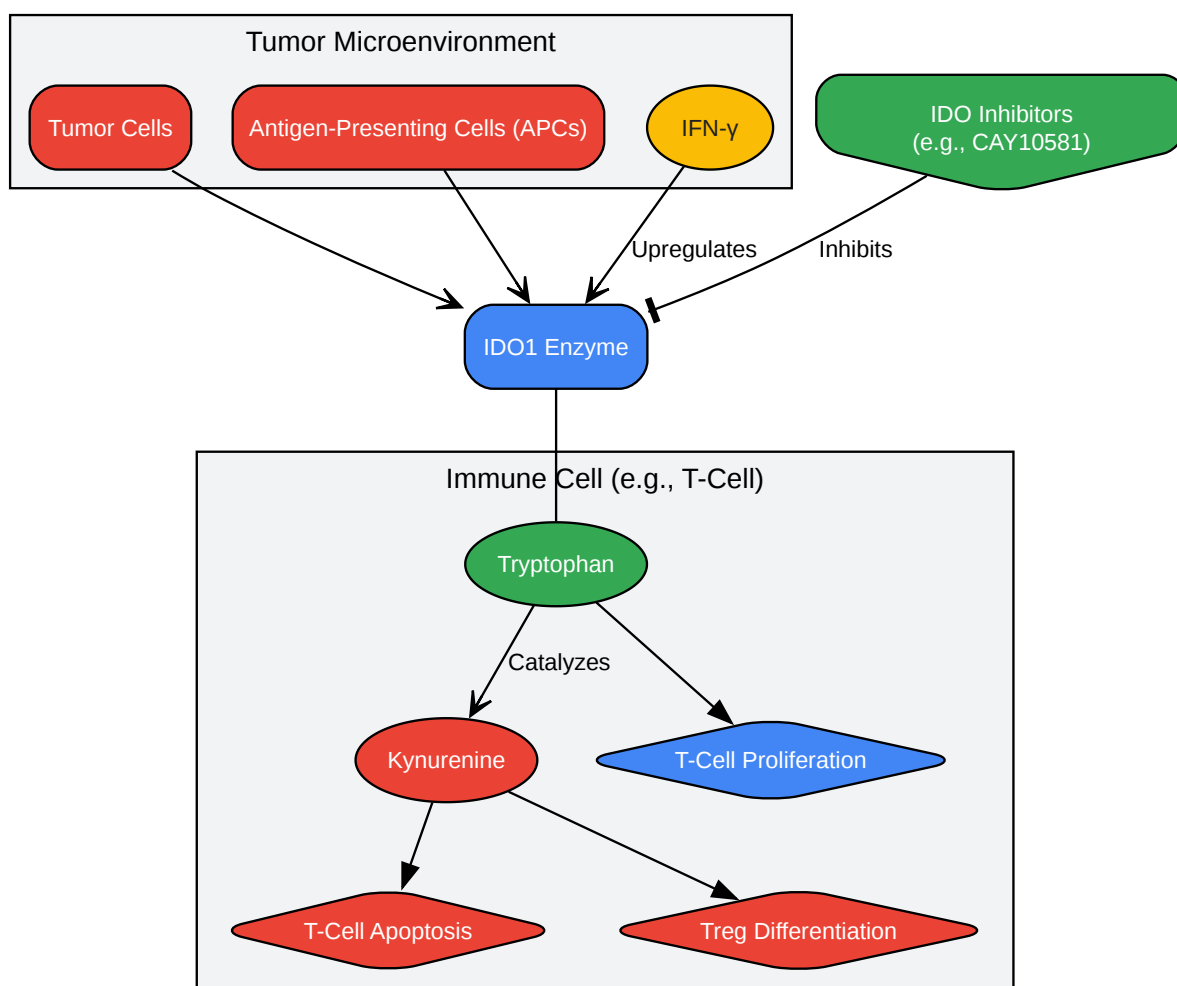 Tumor Microenvironment
Tumor Cells
Antigen-Presenting Cells (APCs)
IFN-γ
IDO Inhibitors
(e.g., CAY10581)
Upregulates
Inhibits
IDO1 Enzyme
Immune Cell (e.g., T-Cell)
Tryptophan
Catalyzes
Kynurenine
T-Cell Proliferation
T-Cell Apoptosis
Treg Differentiation